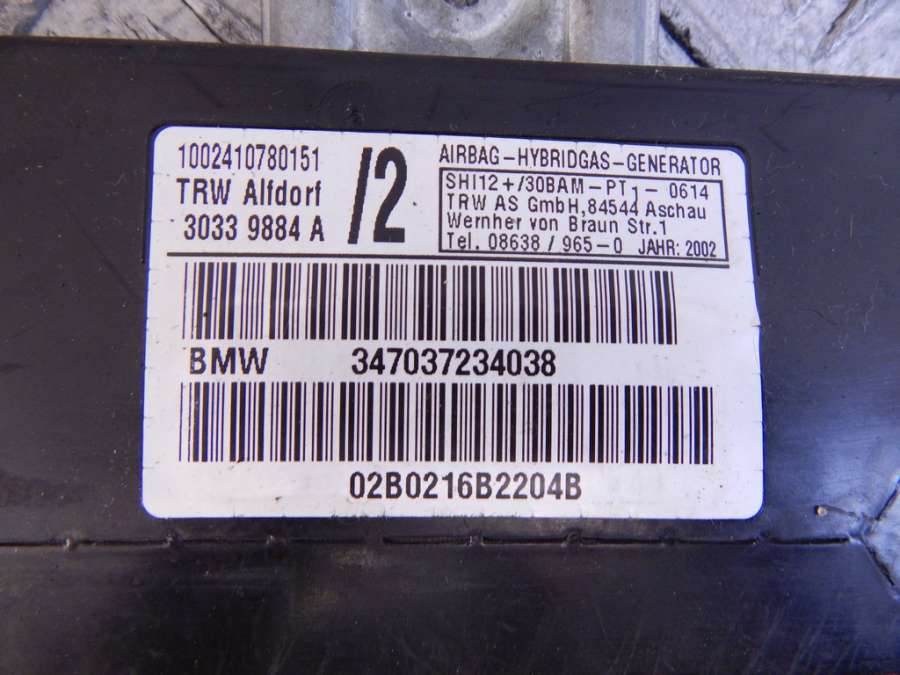 1002410780151
TRW Alfdorf
3033 9884 A
/2
AIRBAG-HYBRIDGAS-GENERATOR
SHI12+/30BAM-PT1- 0614
TRW AS GmbH,84544 Aschau
Wernher von Braun Str.1
Tel. 08638 / 965-0 JAHR: 2002
BMW 347037234038
02B0216B2204B